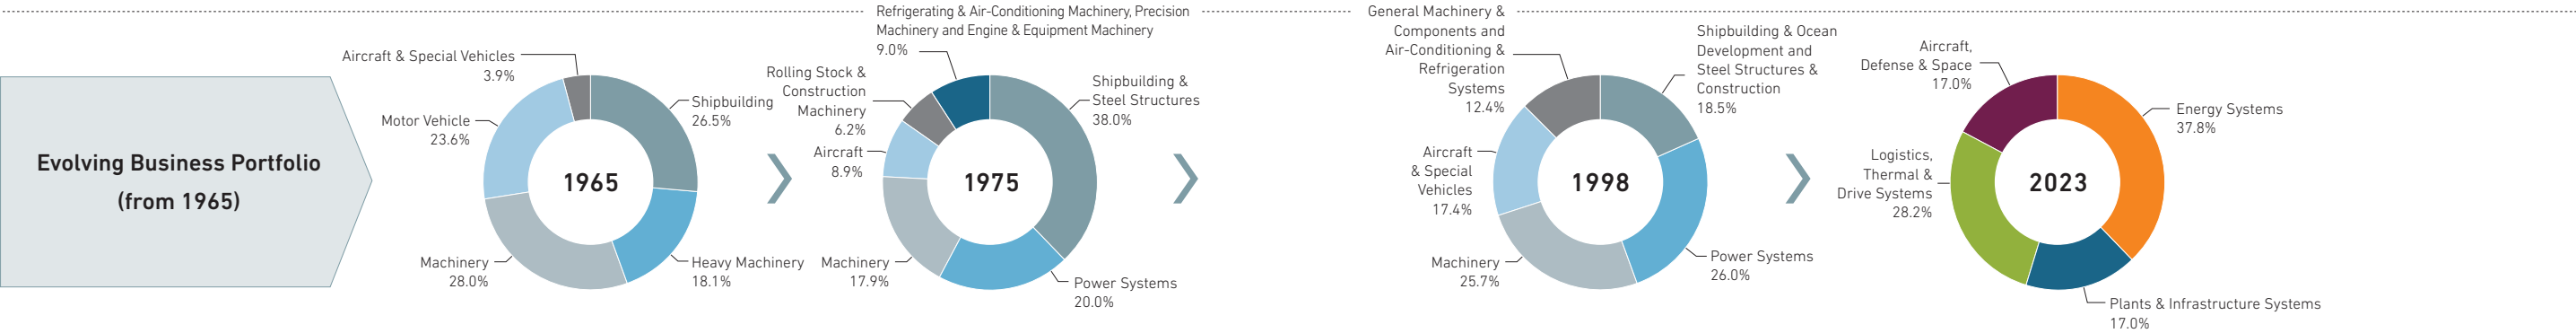 Evolving Business Portfolio
(from 1965)
Aircraft & Special Vehicles
3.9%
Motor Vehicle
23.6%
Machinery
28.0%
1965
Shipbuilding
26.5%
Heavy Machinery
18.1%
Refrigerating & Air-Conditioning Machinery, Precision
Machinery and Engine & Equipment Machinery
9.0%
Rolling Stock &
Construction
Machinery
6.2%
Aircraft
8.9%
Machinery
17.9%
1975
Shipbuilding &
Steel Structures
38.0%
Power Systems
20.0%
General Machinery &
Components and
Air-Conditioning &
Refrigeration
Systems
12.4%
Aircraft
& Special
Vehicles
17.4%
Machinery
25.7%
1998
Shipbuilding & Ocean
Development and
Steel Structures &
Construction
18.5%
Power Systems
26.0%
Aircraft,
Defense & Space
17.0%
Logistics,
Thermal &
Drive Systems
28.2%
2023
Energy Systems
37.8%
Plants & Infrastructure Systems
17.0%